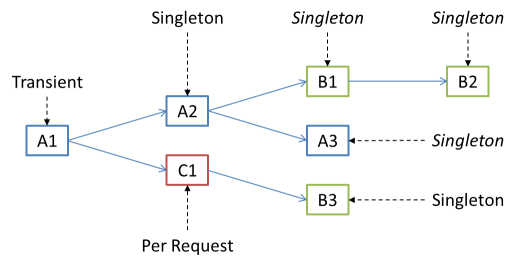 Singleton
Singleton
Singleton
Transient
B1
B2
A2
A1
A3
Singleton
C1
B3
Singleton
Per Request